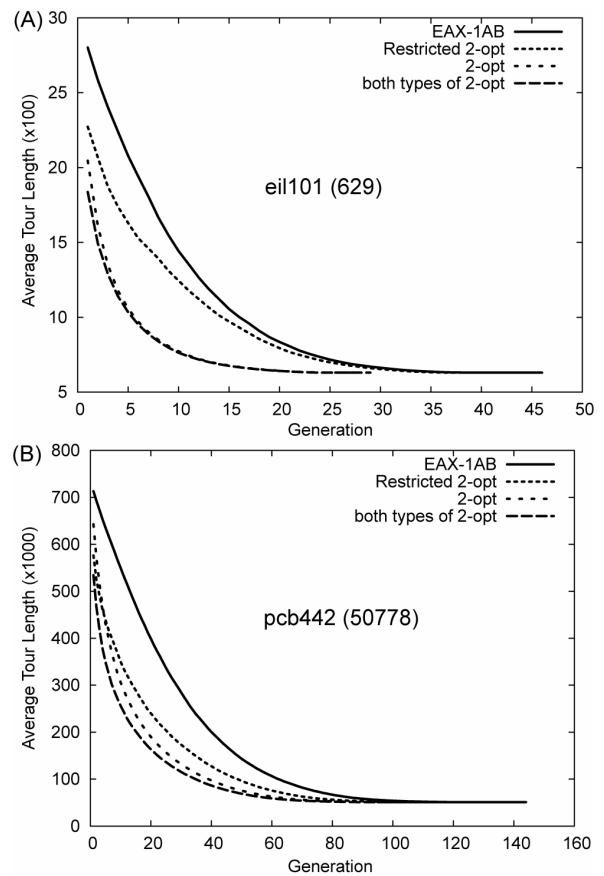 (A)
30
25
20
15
10
5
Average Tour Length (x100)
EAX-1AB
Restricted 2-opt
2-opt
both types of 2-opt
eil101 (629)
0 5 10 15 20 25 30 35 40 45 50
Generation
(B)
800
700
600
500
400
300
200
100
0
Average Tour Length (x1000)
EAX-1AB
Restricted 2-opt
2-opt
both types of 2-opt
pcb442 (50778)
0 20 40 60 80 100 120 140 160
Generation